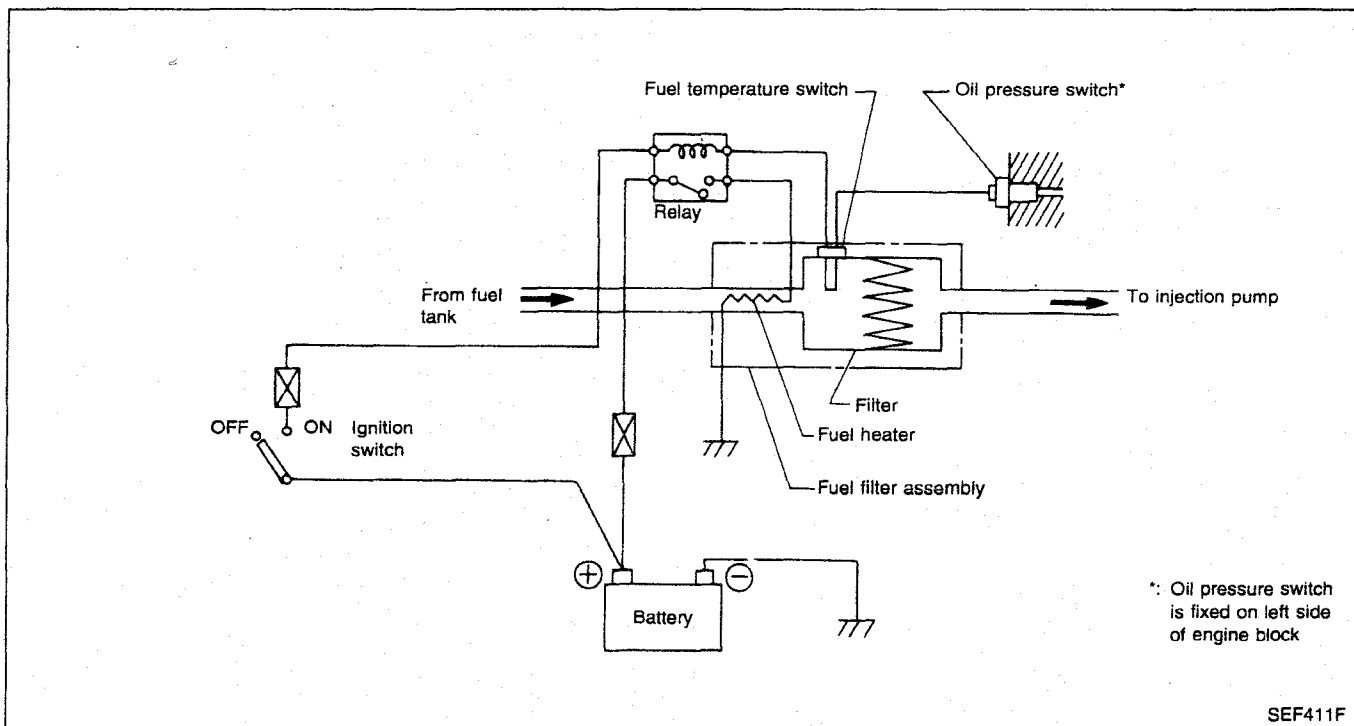 Fuel temperature switch
Oil pressure switch*
Relay
From fuel
tank
To injection pump
Filter
OFF
ON
Ignition
switch
Fuel heater
Fuel filter assembly
+
−
Battery
*: Oil pressure switch
is fixed on left side
of engine block
SEF411F